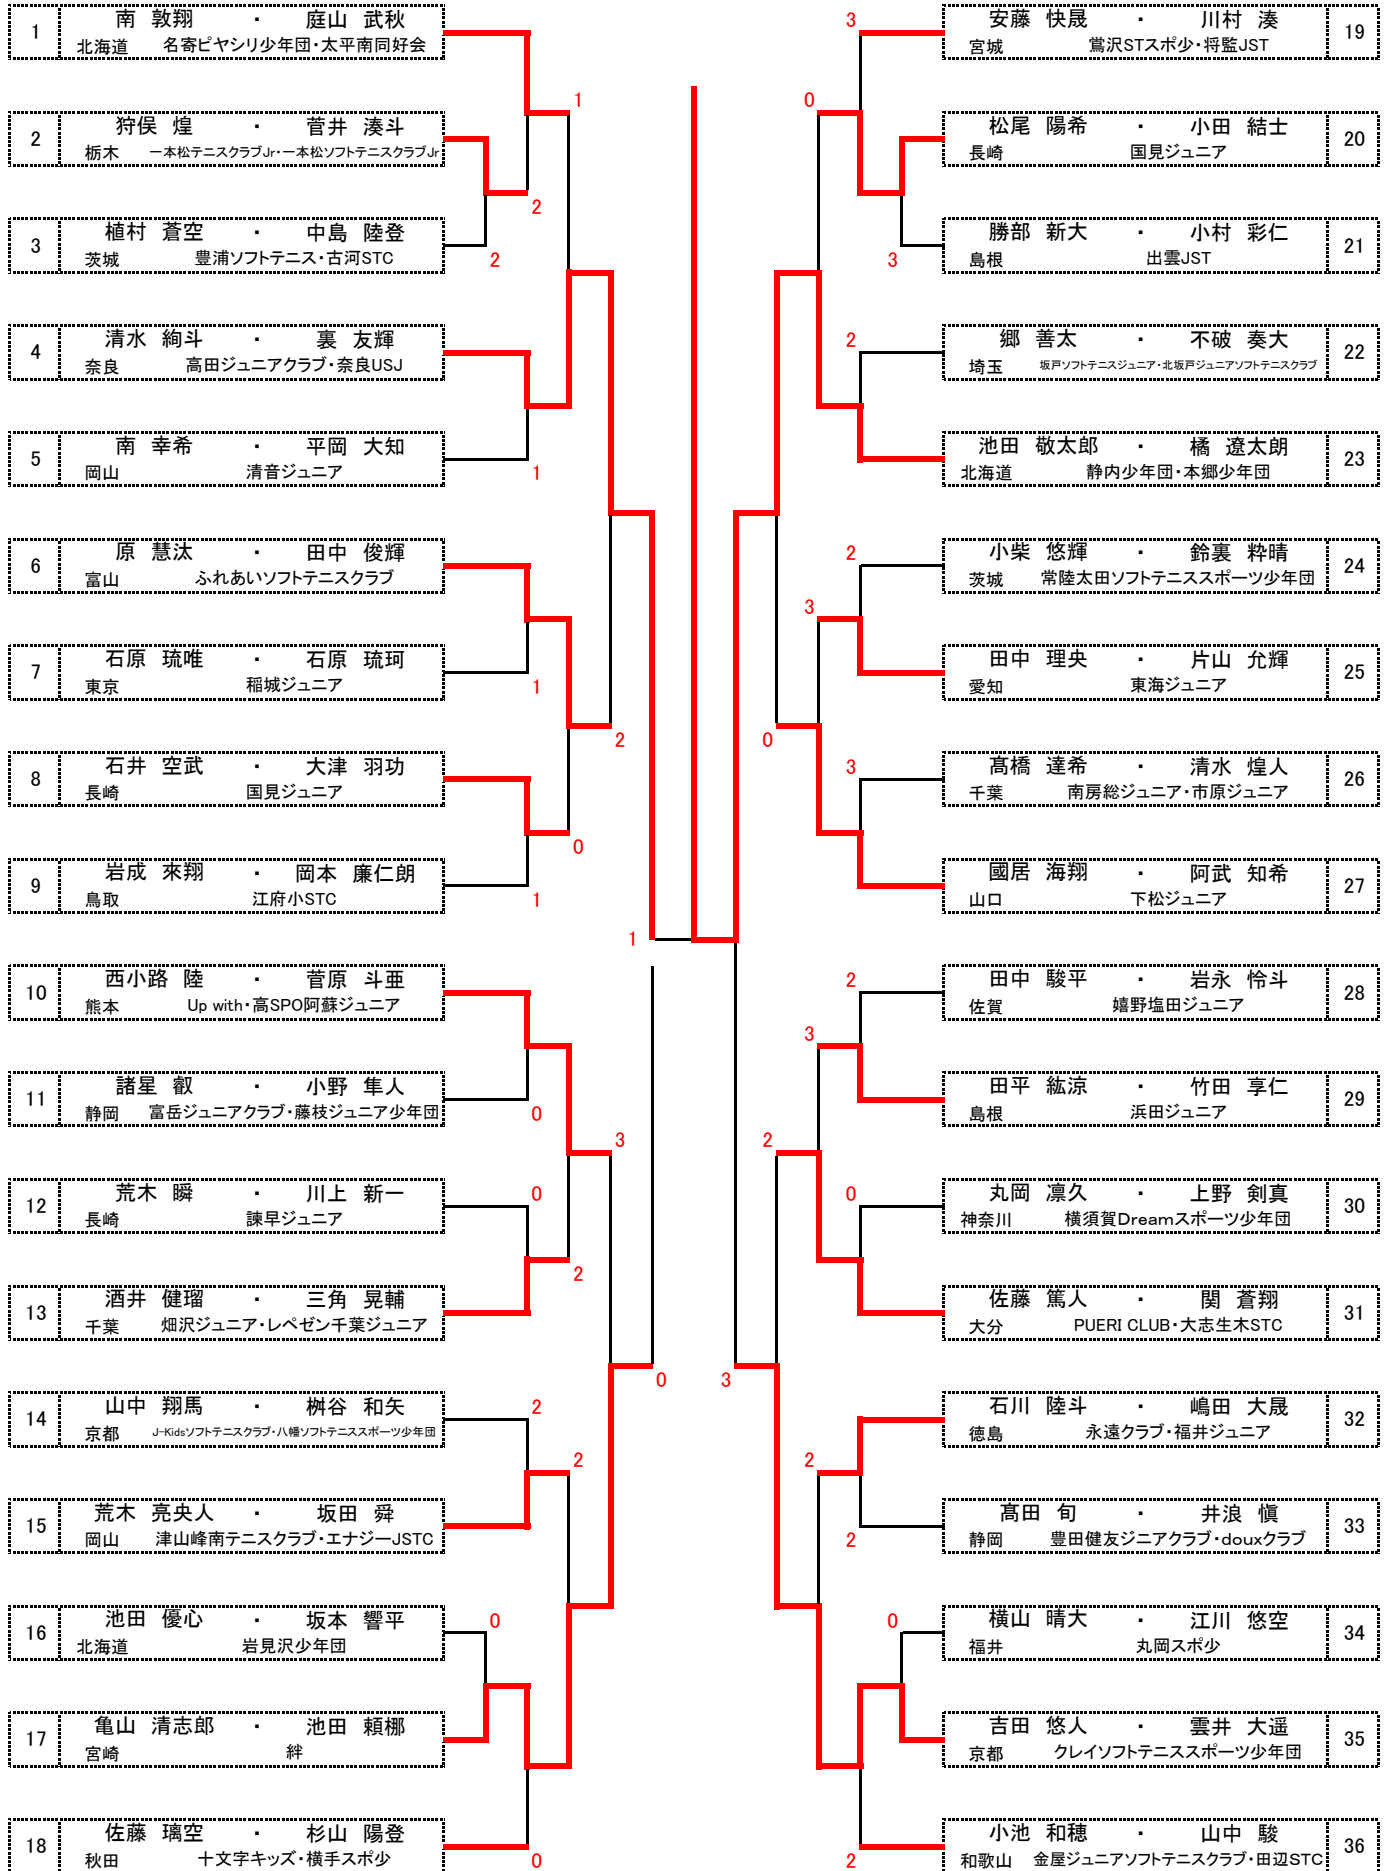 1 南 敦翔 ・ 庭山 武秋
北海道 名寄ピヤシリ少年団・太平南同好会
2 狩俣 煌 ・ 菅井 湊斗
栃木 一本松テニスクラブJr・一本松ソフトテニスクラブJr
3 植村 蒼空 ・ 中島 陸登
茨城 豊浦ソフトテニス・古河STC
4 清水 絢斗 ・ 裏 友輝
奈良 高田ジュニアクラブ・奈良USJ
5 南 幸希 ・ 平岡 大知
岡山 清音ジュニア
6 原 慧汰 ・ 田中 俊輝
富山 ふれあいソフトテニスクラブ
7 石原 琉唯 ・ 石原 琉珂
東京 稲城ジュニア
8 石井 空武 ・ 大津 羽功
長崎 国見ジュニア
9 岩成 來翔 ・ 岡本 廉仁朗
鳥取 江府小STC
10 西小路 陸 ・ 菅原 斗亜
熊本 Up with・高SPO阿蘇ジュニア
11 諸星 叡 ・ 小野 隼人
静岡 富岳ジュニアクラブ・藤枝ジュニア少年団
12 荒木 瞬 ・ 川上 新一
長崎 諫早ジュニア
13 酒井 健瑠 ・ 三角 晃輔
千葉 畑沢ジュニア・レペゼン千葉ジュニア
14 山中 翔馬 ・ 桝谷 和矢
京都 J-Kidsソフトテニスクラブ・八幡ソフトテニススポーツ少年団
15 荒木 亮央人 ・ 坂田 舜
岡山 津山峰南テニスクラブ・エナジーJSTC
16 池田 優心 ・ 坂本 響平
北海道 岩見沢少年団
17 亀山 清志郎 ・ 池田 頼梛
宮崎 絆
18 佐藤 璃空 ・ 杉山 陽登
秋田 十文字キッズ・横手スポ少
1
2
2
1
1
2
0
1
1
0
3
0
2
0
2
2
0
0
安藤 快晟 ・ 川村 湊 19
宮城 鶯沢STスポ少・将監JST
松尾 陽希 ・ 小田 結士 20
長崎 国見ジュニア
勝部 新大 ・ 小村 彩仁 21
島根 出雲JST
郷 善太 ・ 不破 奏大 22
埼玉 坂戸ソフトテニスジュニア・北坂戸ジュニアソフトテニスクラブ
池田 敬太郎 ・ 橘 遼太朗 23
北海道 静内少年団・本郷少年団
小柴 悠輝 ・ 鈴裏 粋晴 24
茨城 常陸太田ソフトテニススポーツ少年団
田中 理央 ・ 片山 允輝 25
愛知 東海ジュニア
髙橋 達希 ・ 清水 煌人 26
千葉 南房総ジュニア・市原ジュニア
國居 海翔 ・ 阿武 知希 27
山口 下松ジュニア
田中 駿平 ・ 岩永 怜斗 28
佐賀 嬉野塩田ジュニア
田平 紘涼 ・ 竹田 享仁 29
島根 浜田ジュニア
丸岡 凛久 ・ 上野 剣真 30
神奈川 横須賀Dreamスポーツ少年団
佐藤 篤人 ・ 関 蒼翔 31
大分 PUERI CLUB・大志生木STC
石川 陸斗 ・ 嶋田 大晟 32
徳島 永遠クラブ・福井ジュニア
髙田 旬 ・ 井浪 愼 33
静岡 豊田健友ジニアクラブ・douxクラブ
横山 晴大 ・ 江川 悠空 34
福井 丸岡スポ少
吉田 悠人 ・ 雲井 大遥 35
京都 クレイソフトテニススポーツ少年団
小池 和穂 ・ 山中 駿 36
和歌山 金屋ジュニアソフトテニスクラブ・田辺STC
3
0
3
2
2
3
0
3
2
3
2
0
3
2
2
0
2